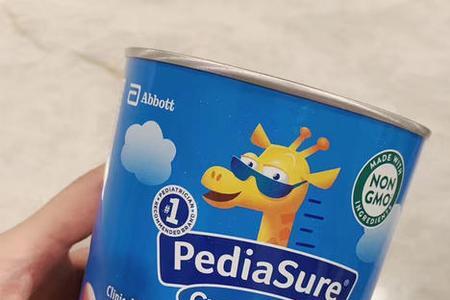 Abbott
MADE WITH
NON
GMO
INGREDIENTS
PEDIATRICIAN
#1
RECOMMENDED BRAND
PediaSure®